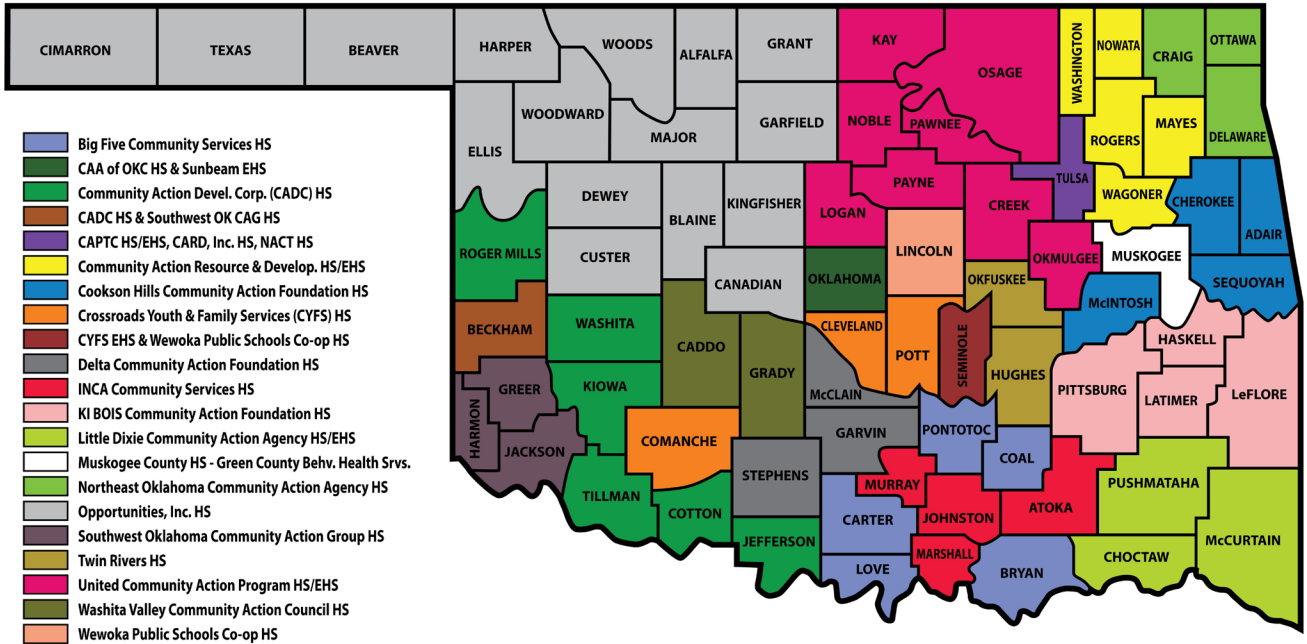 CIMARRON
TEXAS
BEAVER
HARPER
WOODS
ALFALFA
GRANT
KAY
OSAGE
WASHINGTON
NOWATA
CRAIG
OTTAWA
WOODWARD
MAJOR
GARFIELD
NOBLE
PAWNEE
ROGERS
MAYES
DELAWARE
ELLIS
DEWEY
BLAINE
KINGFISHER
LOGAN
PAYNE
CREEK
TULSA
WAGONER
CHEROKEE
ADAIR
ROGER MILLS
CUSTER
CANADIAN
OKLAHOMA
LINCOLN
OKFUSKEE
OKMULGEE
MUSKOGEE
McINTOSH
SEQUOYAH
BECKHAM
WASHITA
CADDO
GRADY
CLEVELAND
POTT
SEMINOLE
HUGHES
PITTSBURG
HASKELL
LATIMER
LeFLORE
HARMON
GREER
KIOWA
McCLAIN
JACKSON
COMANCHE
STEPHENS
GARVIN
PONTOTOC
COAL
PUSHMATAHA
TILLMAN
COTTON
JEFFERSON
CARTER
MURRAY
JOHNSTON
ATOKA
McCURTAIN
LOVE
MARSHALL
BRYAN
CHOCTAW
Big Five Community Services HS
CAA of OKC HS & Sunbeam EHS
Community Action Devel. Corp. (CADC) HS
CADC HS & Southwest OK CAG HS
CAPTC HS/EHS, CARD, Inc. HS, NACT HS
Community Action Resource & Develop. HS/EHS
Cookson Hills Community Action Foundation HS
Crossroads Youth & Family Services (CYFS) HS
CYFS EHS & Wewoka Public Schools Co-op HS
Delta Community Action Foundation HS
INCA Community Services HS
KI BOIS Community Action Foundation HS
Little Dixie Community Action Agency HS/EHS
Muskogee County HS - Green County Behv. Health Srvs.
Northeast Oklahoma Community Action Agency HS
Opportunities, Inc. HS
Southwest Oklahoma Community Action Group HS
Twin Rivers HS
United Community Action Program HS/EHS
Washita Valley Community Action Council HS
Wewoka Public Schools Co-op HS